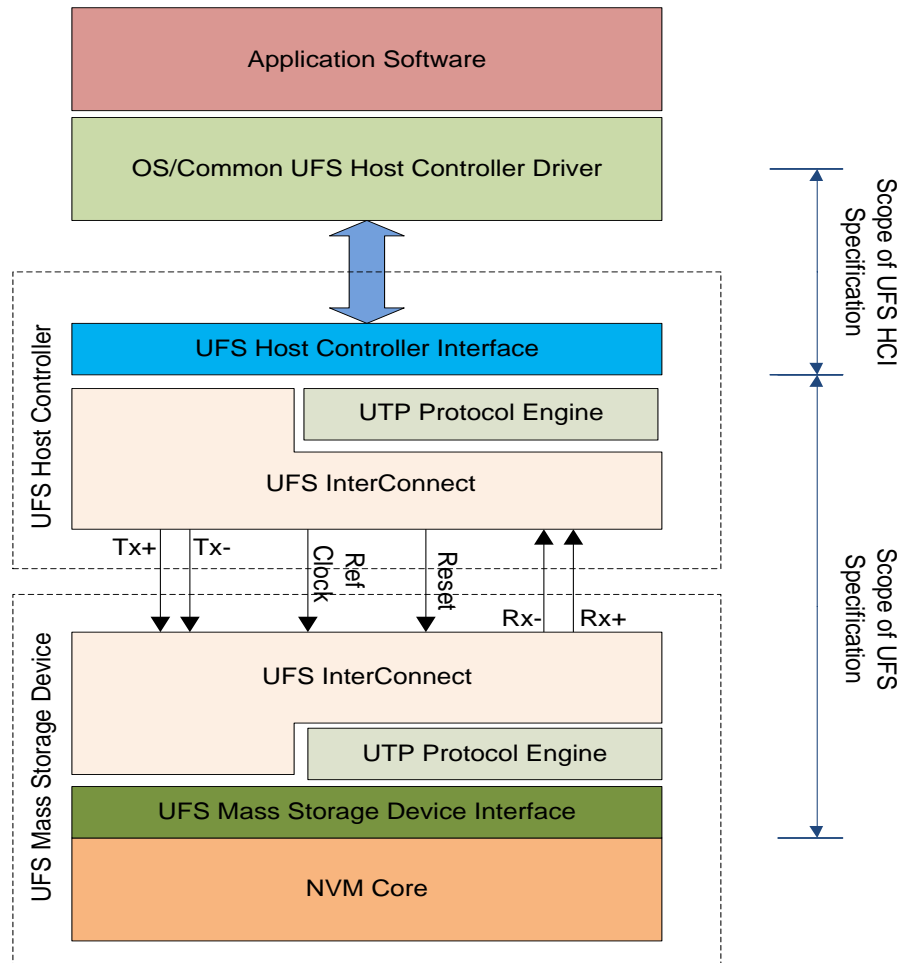 Application Software
OS/Common UFS Host Controller Driver
Scope of UFS HCI
Specification
UFS Host Controller
UFS Host Controller Interface
UTP Protocol Engine
UFS InterConnect
Tx+
Tx-
Ref
Clock
Reset
Rx-
Rx+
Scope of UFS
Specification
UFS Mass Storage Device
UFS InterConnect
UTP Protocol Engine
UFS Mass Storage Device Interface
NVM Core